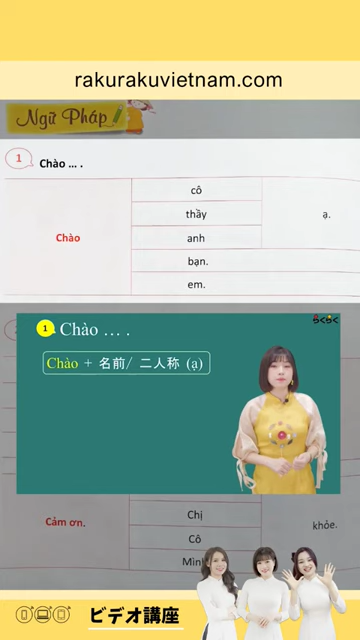 rakurakuvietnam.com
Ngữ Pháp
1 Chào ... .
cô
thầy
ạ.
Chào
anh
bạn.
em.
らくらく
1 Chào ... .
Chào + 名前/ 二人称 (ạ)
Chị
Cảm ơn.
khỏe.
Cô
Mình
ビデオ講座